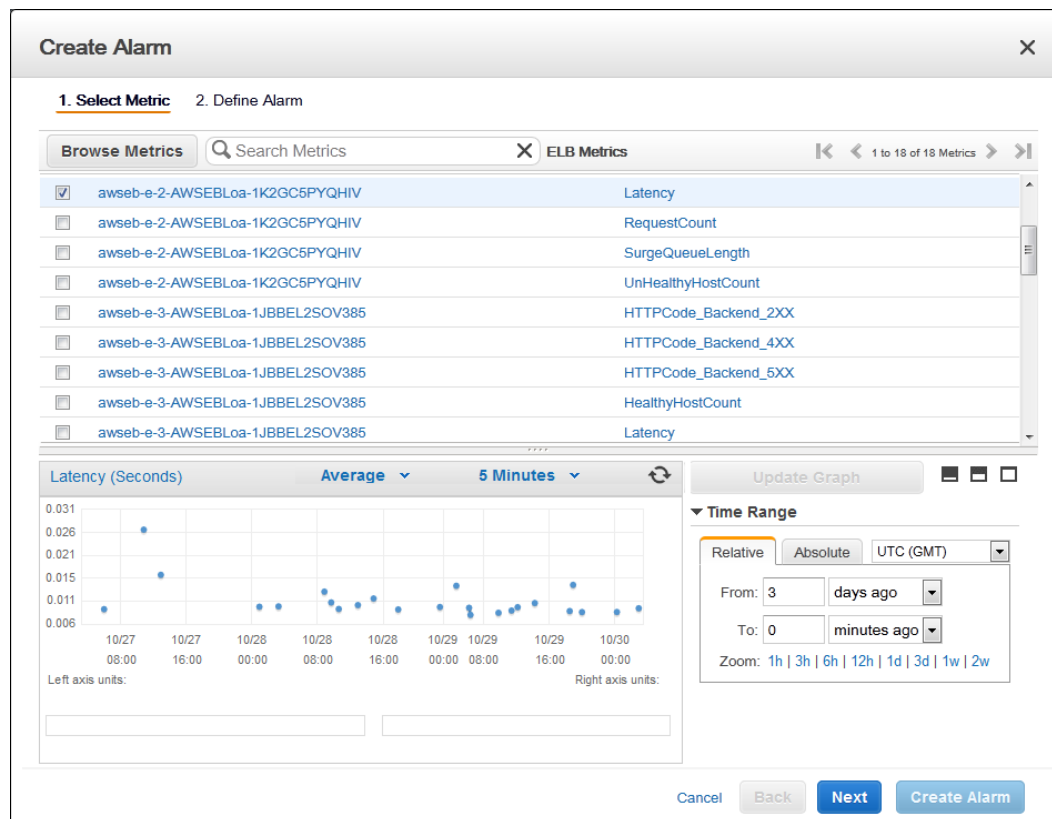 Create Alarm
1. Select Metric 2. Define Alarm
Browse Metrics Search Metrics ELB Metrics 1 to 18 of 18 Metrics
awseb-e-2-AWSEBLoa-1K2GC5PYQHIV Latency
awseb-e-2-AWSEBLoa-1K2GC5PYQHIV RequestCount
awseb-e-2-AWSEBLoa-1K2GC5PYQHIV SurgeQueueLength
awseb-e-2-AWSEBLoa-1K2GC5PYQHIV UnHealthyHostCount
awseb-e-3-AWSEBLoa-1JBBEL2SOV385 HTTPCode_Backend_2XX
awseb-e-3-AWSEBLoa-1JBBEL2SOV385 HTTPCode_Backend_4XX
awseb-e-3-AWSEBLoa-1JBBEL2SOV385 HTTPCode_Backend_5XX
awseb-e-3-AWSEBLoa-1JBBEL2SOV385 HealthyHostCount
awseb-e-3-AWSEBLoa-1JBBEL2SOV385 Latency
Latency (Seconds) Average 5 Minutes
0.031
0.026
0.021
0.015
0.011
0.006
10/27 10/27 10/28 10/28 10/28 10/29 10/29 10/29 10/30
08:00 16:00 00:00 08:00 16:00 00:00 08:00 16:00 00:00
Left axis units: Right axis units:
Update Graph
Time Range
Relative Absolute UTC (GMT)
From: 3 days ago
To: 0 minutes ago
Zoom: 1h | 3h | 6h | 12h | 1d | 3d | 1w | 2w
Cancel Back Next Create Alarm